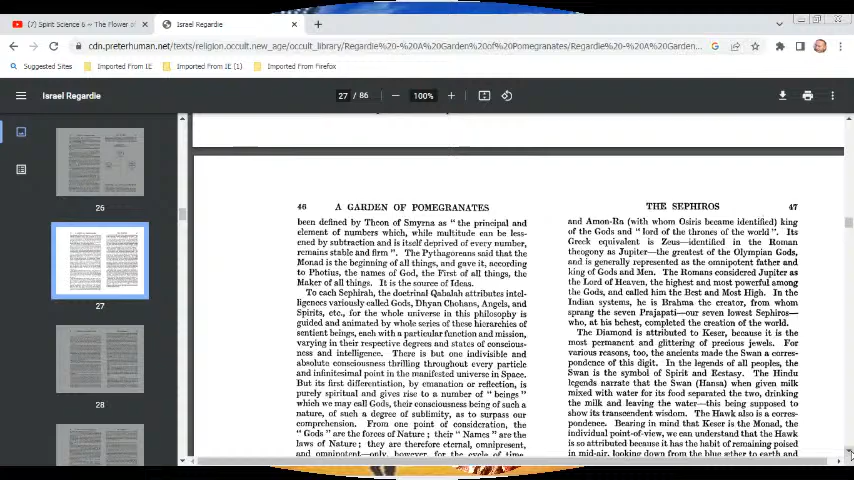 (7) Spirit Science 6 ~ The Flower of
Israel Regardie
cdn.preterhuman.net/texts/religion.occult.new_age/occult_library/Regardie%20-%20A%20Garden%20of%20Pomegranates/Regardie%20-%20A%20Garden...
Suggested Sites
Imported From IE
Imported From IE (1)
Imported From Firefox
Israel Regardie
27 / 86
100%
26
27
28
46 A GARDEN OF POMEGRANATES
been defined by Theon of Smyrna as " the principal and
element of numbers which, while multitude can be less-
ened by subtraction and is itself deprived of every number,
remains stable and firm ". The Pythagoreans said that the
Monad is the beginning of all things, and gave it, according
to Photius, the names of God, the First of all things, the
Maker of all things. It is the source of Ideas.
To each Sephirah, the doctrinal Qabalah attributes intel-
ligences variously called Gods, Dhyan Chohans, Angels, and
Spirits, etc., for the whole universe in this philosophy is
guided and animated by whole series of these hierarchies of
sentient beings, each with a particular function and mission,
varying in their respective degrees and states of conscious-
ness and intelligence. There is but one indivisible and
absolute consciousness thrilling throughout every particle
and infinitesimal point in the manifested universe in Space.
But its first differentiation, by emanation or reflection, is
purely spiritual and gives rise to a number of " beings "
which we may call Gods, their consciousness being of such a
nature, of such a degree of sublimity, as to surpass our
comprehension. From one point of consideration, the
" Gods " are the forces of Nature ; their " Names " are the
laws of Nature ; they are therefore eternal, omnipresent,
and omnipotent—only, however, for the cycle of time,
THE SEPHIROS 47
and Amon-Ra (with whom Osiris became identified) king
of the Gods and " lord of the thrones of the world ". Its
Greek equivalent is Zeus—identified in the Roman
theogony as Jupiter—the greatest of the Olympian Gods,
and is generally represented as the omnipotent father and
king of Gods and Men. The Romans considered Jupiter as
the Lord of Heaven, the highest and most powerful among
the Gods, and called him the Best and Most High. In the
Indian systems, he is Brahma the creator, from whom
sprang the seven Prajapati—our seven lowest Sephiros—
who, at his behest, completed the creation of the world.
The Diamond is attributed to Keser, because it is the
most permanent and glittering of precious jewels. For
various reasons, too, the ancients made the Swan a corres-
pondence of this digit. In the legends of all peoples, the
Swan is the symbol of Spirit and Ecstasy. The Hindu
legends narrate that the Swan (Hansa) when given milk
mixed with water for its food separated the two, drinking
the milk and leaving the water—this being supposed to
show its transcendent wisdom. The Hawk also is a corres-
pondence. Bearing in mind that Keser is the Monad, the
individual point-of-view, we can understand that the Hawk
is so attributed because it has the habit of remaining poised
in mid-air, looking down from the blue æther to earth and